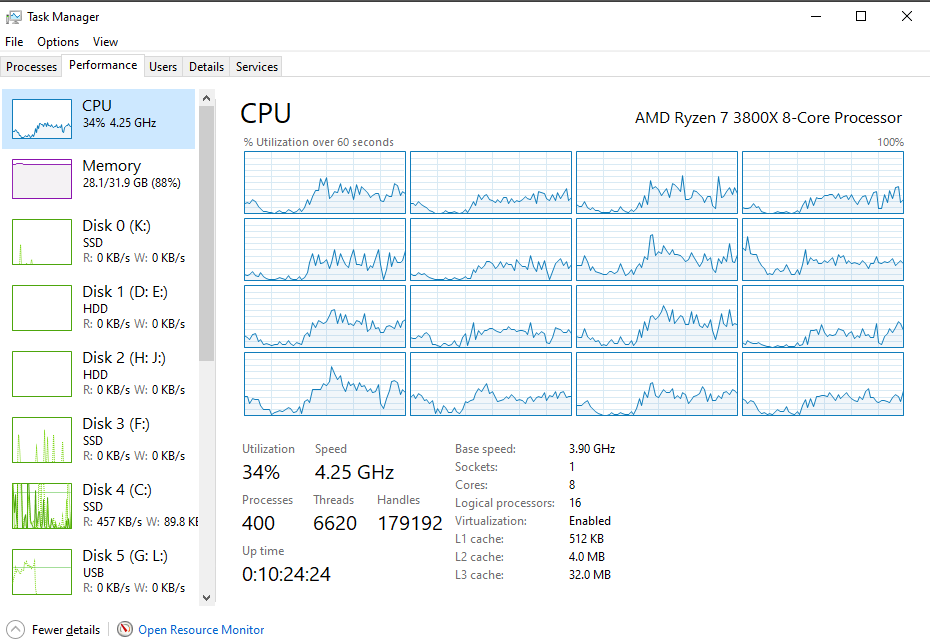 Task Manager
File Options View
Processes Performance Users Details Services
CPU
34% 4.25 GHz
Memory
28.1/31.9 GB (88%)
Disk 0 (K:)
SSD
R: 0 KB/s W: 0 KB/s
Disk 1 (D: E:)
HDD
R: 0 KB/s W: 0 KB/s
Disk 2 (H: J:)
HDD
R: 0 KB/s W: 0 KB/s
Disk 3 (F:)
SSD
R: 0 KB/s W: 0 KB/s
Disk 4 (C:)
SSD
R: 457 KB/s W: 89.8 KB
Disk 5 (G: L:)
USB
R: 0 KB/s W: 0 KB/s
CPU
AMD Ryzen 7 3800X 8-Core Processor
% Utilization over 60 seconds 100%
Utilization Speed
34% 4.25 GHz
Processes Threads Handles
400 6620 179192
Up time
0:10:24:24
Base speed: 3.90 GHz
Sockets: 1
Cores: 8
Logical processors: 16
Virtualization: Enabled
L1 cache: 512 KB
L2 cache: 4.0 MB
L3 cache: 32.0 MB
Fewer details Open Resource Monitor